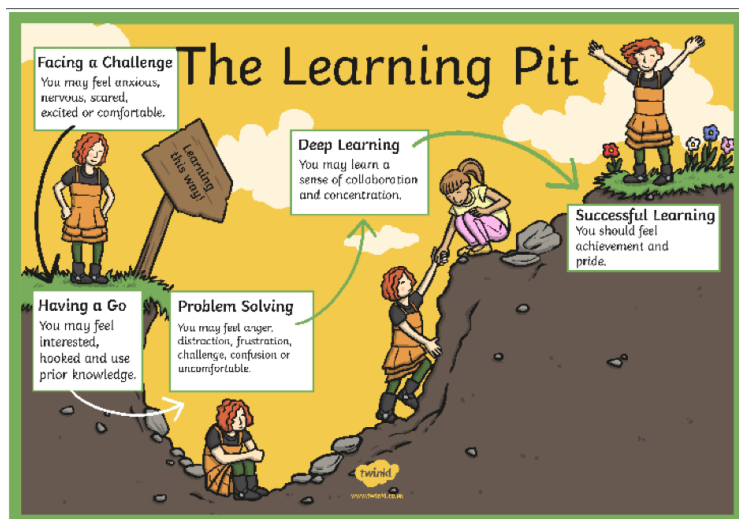 The Learning Pit
Facing a Challenge
You may feel anxious,
nervous, scared,
excited or comfortable.
Learning
this way!
Having a Go
You may feel
interested,
hooked and use
prior knowledge.
Problem Solving
You may feel anger,
distraction, frustration,
challenge, confusion or
uncomfortable.
Deep Learning
You may learn a
sense of collaboration
and concentration.
Successful Learning
You should feel
achievement and
pride.
twinkl
www.twinkl.co.uk